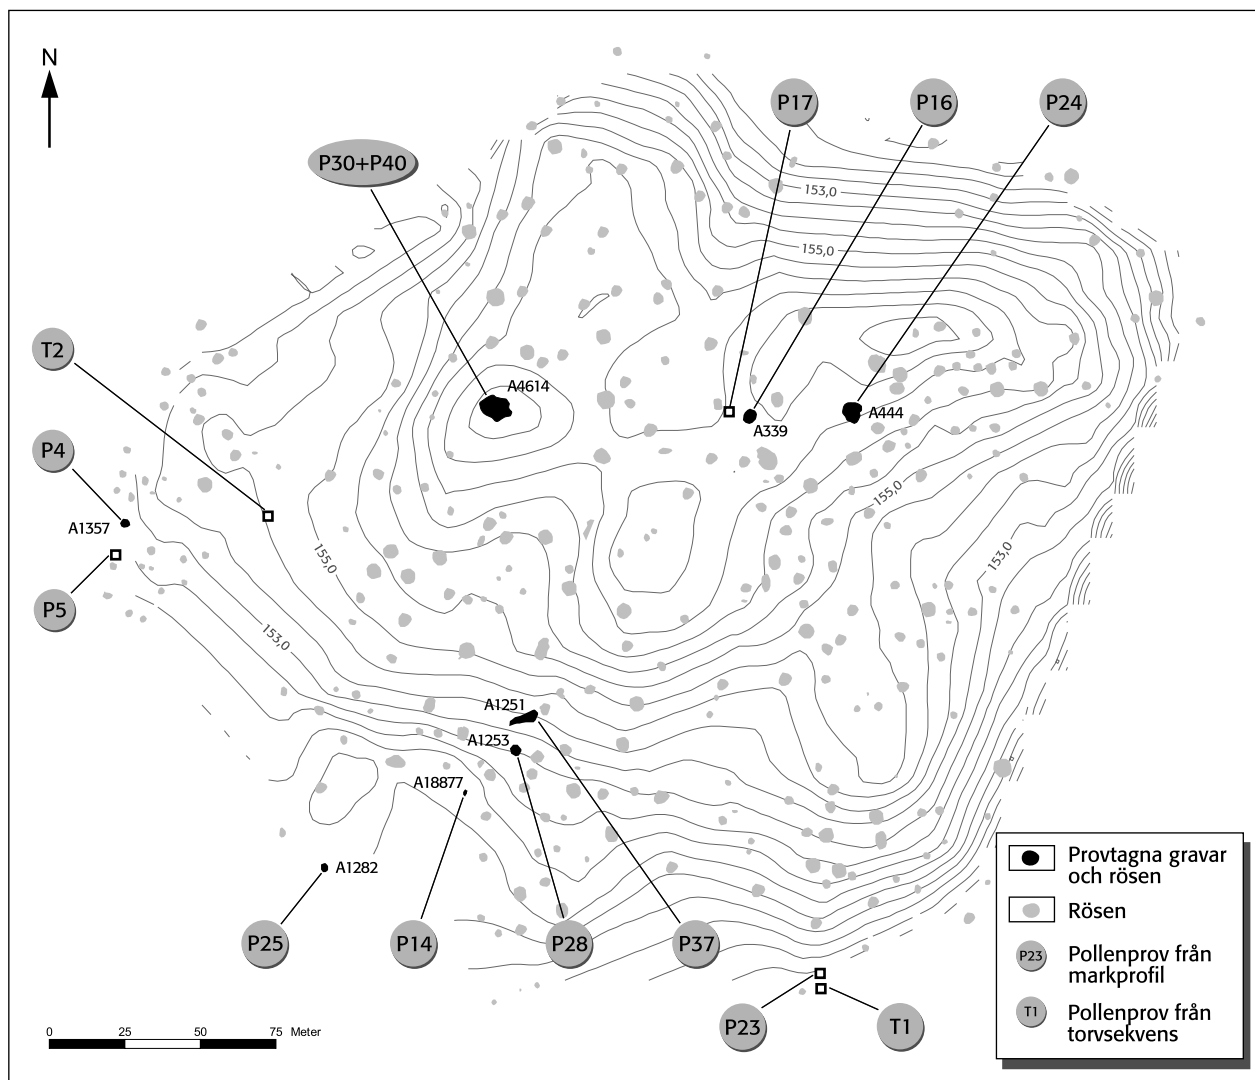 N
P17
P16
P24
P30+P40
153,0
155,0
T2
A4614
A339
A444
P4
A1357
155,0
155,0
153,0
P5
153,0
A1251
A1253
A18877
A1282
P25
P14
P28
P37
P23
T1
0 25 50 75 Meter
Provtagna gravar
och rösen
Rösen
P23
Pollenprov från
markprofil
T1
Pollenprov från
torvsekvens